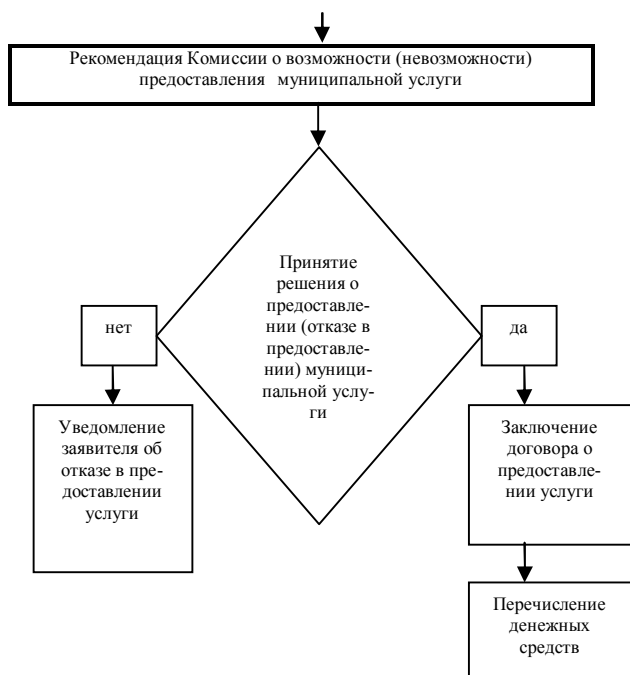 Рекомендация Комиссии о возможности (невозможности)
предоставления муниципальной услуги
Принятие
решения о
предоставле-
нии (отказе в
предоставле-
нии) муници-
пальной услу-
ги
нет
да
Уведомление
заявителя об
отказе в пре-
доставлении
услуги
Заключение
договора о
предоставле-
нии услуги
Перечисление
денежных
средств